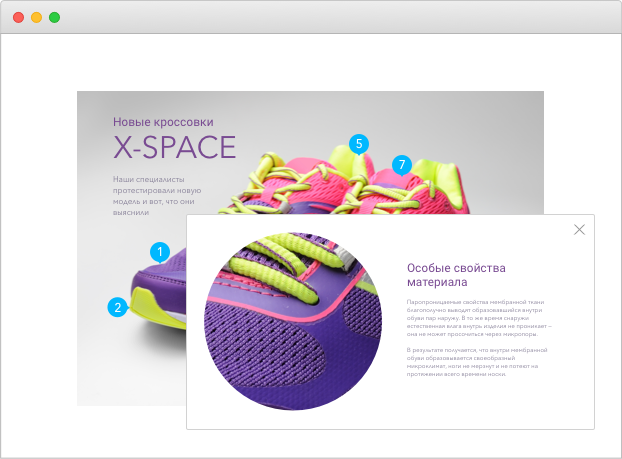 Новые кроссовки
X-SPACE
Наши специалисты
протестировали новую
модель и вот, что они
выяснили
5
7
1
2
Особые свойства
материала
Паропроницаемые свойства мембранной ткани
благополучно выводят образовавшийся внутри
обуви пар наружу. В то же время снаружи
естественная влага внутрь изделия не проникает –
она не может просочиться через микропоры.
В результате получается, что внутри мембранной
обуви образовывается своеобразный
микроклимат, ноги не мерзнут и не потеют на
протяжении всего времени носки.